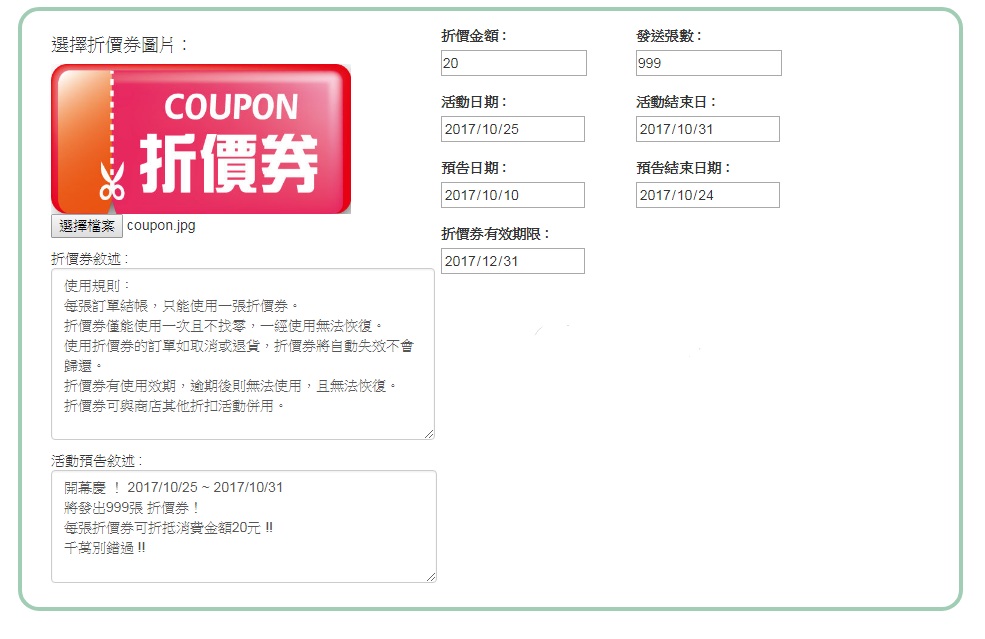 選擇折價券圖片：
COUPON
折價券
選擇檔案 coupon.jpg
折價券敘述 :
使用規則：
每張訂單結帳，只能使用一張折價券。
折價券僅能使用一次且不找零，一經使用無法恢復。
使用折價券的訂單如取消或退貨，折價券將自動失效不會
歸還。
折價券有使用效期，逾期後則無法使用，且無法恢復。
折價券可與商店其他折扣活動併用。
活動預告敘述 :
開幕慶 ！ 2017/10/25 ~ 2017/10/31
將發出999張 折價券！
每張折價券可折抵消費金額20元 !!
千萬別錯過 !!
折價金額：
20
發送張數：
999
活動日期：
2017/10/25
活動結束日：
2017/10/31
預告日期：
2017/10/10
預告結束日期：
2017/10/24
折價券有效期限：
2017/12/31